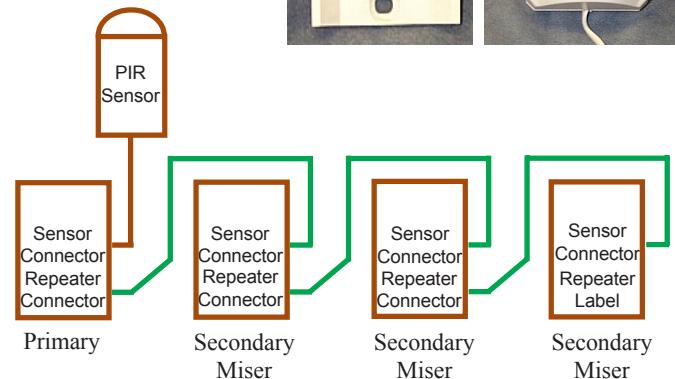 PIR
Sensor
Sensor
Connector
Repeater
Connector
Sensor
Connector
Repeater
Connector
Sensor
Connector
Repeater
Connector
Sensor
Connector
Repeater
Label
Primary
Secondary
Miser
Secondary
Miser
Secondary
Miser